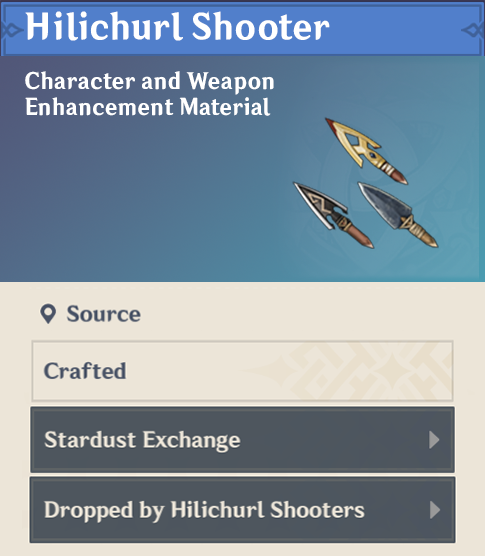 Hilichurl Shooter
Character and Weapon
Enhancement Material
Source
Crafted
Stardust Exchange
Dropped by Hilichurl Shooters